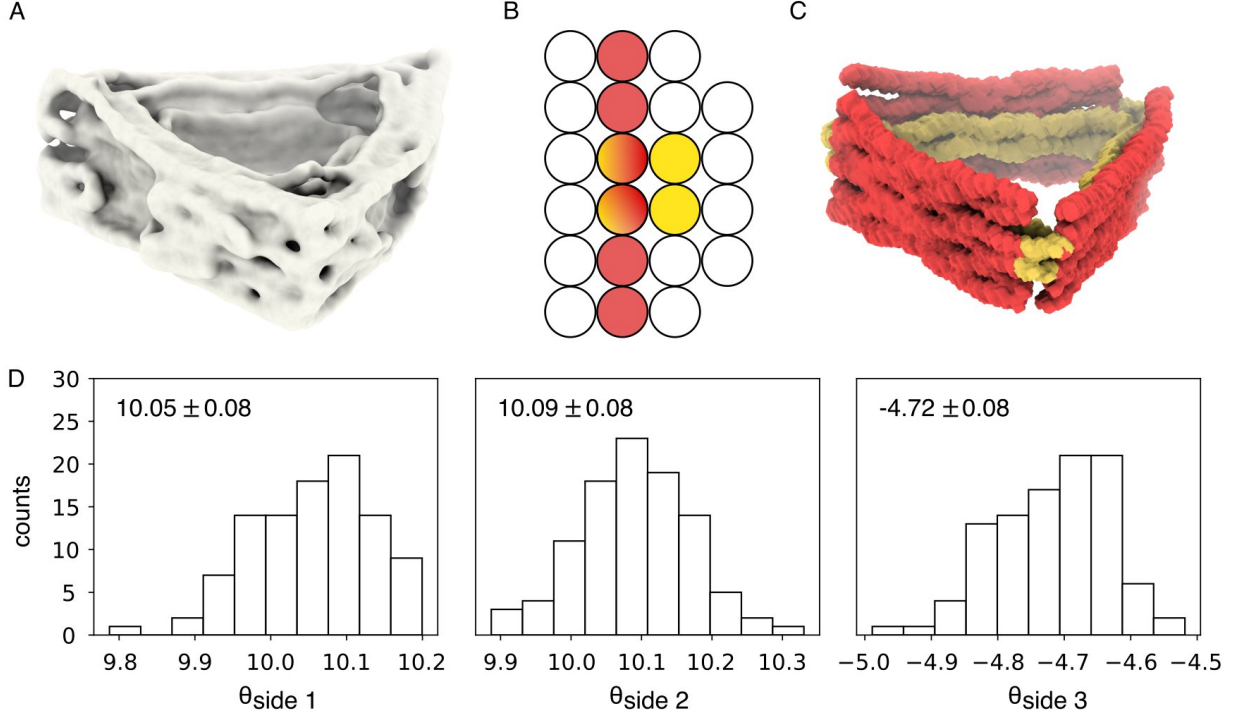 A
B
C
D
30
25
20
15
10
5
0
counts
10.05 ±0.08
9.8 9.9 10.0 10.1 10.2
θside 1
10.09 ±0.08
9.9 10.0 10.1 10.2 10.3
θside 2
-4.72 ±0.08
−5.0 −4.9 −4.8 −4.7 −4.6 −4.5
θside 3